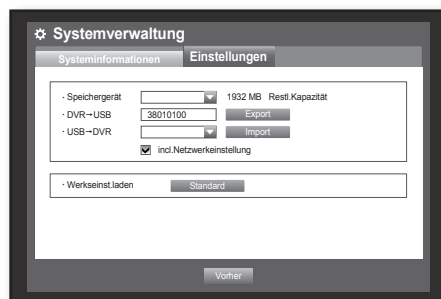 Systemverwaltung
Systeminformationen Einstellungen
· Speichergerät 1932 MB Restl.Kapazität
· DVR→USB 38010100 Export
· USB→DVR Import
incl.Netzwerkeinstellung
· Werkseinst.laden Standard
Vorher